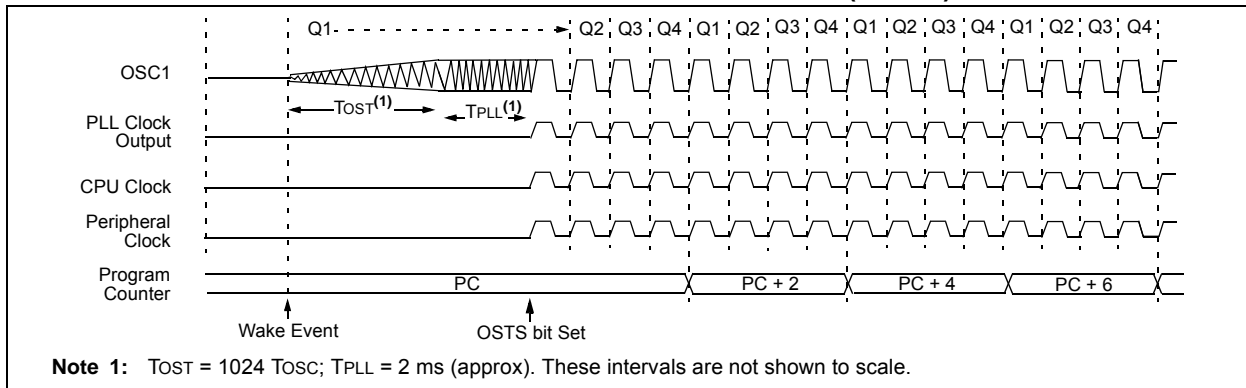 Q1 Q2 Q3 Q4 Q1 Q2 Q3 Q4 Q1 Q2 Q3 Q4 Q1 Q2 Q3 Q4
OSC1
TOST(1) TPLL(1)
PLL Clock
Output
CPU Clock
Peripheral
Clock
Program
Counter
PC PC + 2 PC + 4 PC + 6
Wake Event OSTS bit Set
Note 1: TOST = 1024 TOSC; TPLL = 2 ms (approx). These intervals are not shown to scale.